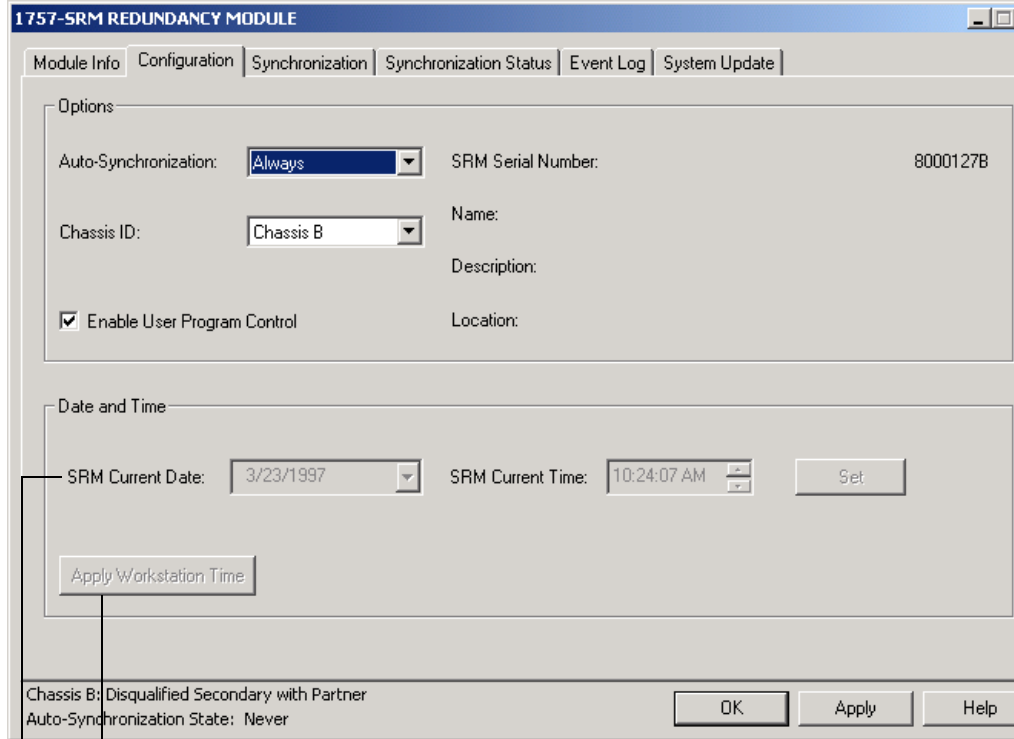 1757-SRM REDUNDANCY MODULE
Module Info Configuration Synchronization Synchronization Status Event Log System Update
Options
Auto-Synchronization: Always SRM Serial Number: 8000127B
Name:
Chassis ID: Chassis B
Description:
Enable User Program Control Location:
Date and Time
SRM Current Date: 3/23/1997 SRM Current Time: 10:24:07 AM Set
Apply Workstation Time
Chassis B: Disqualified Secondary with Partner
Auto-Synchronization State: Never
OK Apply Help